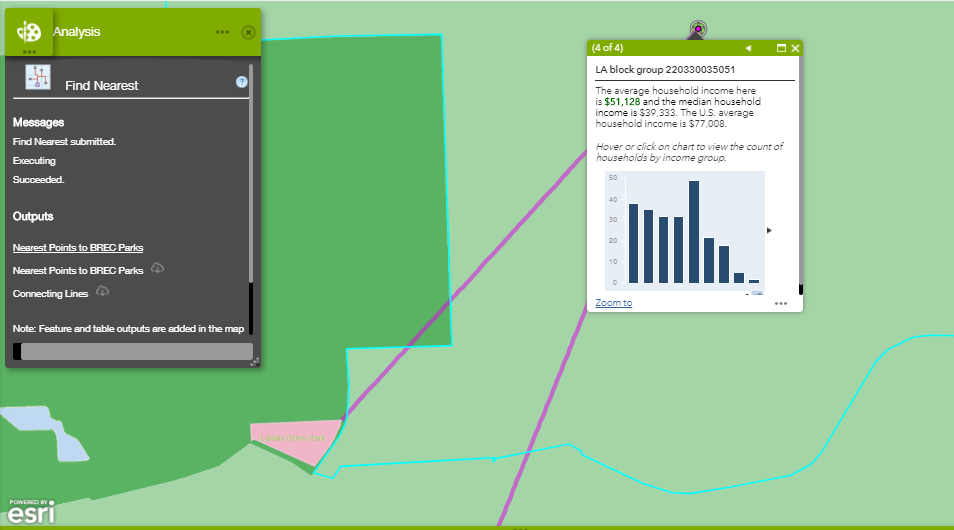 Analysis
Find Nearest
?
Messages
Find Nearest submitted.
Executing
Succeeded.
Outputs
Nearest Points to BREC Parks
Nearest Points to BREC Parks
Connecting Lines
Note: Feature and table outputs are added in the map
(4 of 4)
LA block group 220330035051
The average household income here
is $51,128 and the median household
income is $39,333. The U.S. average
household income is $77,008.
Hover or click on chart to view the count of
households by income group.
50
40
30
20
10
0
Zoom to
Park
POWERED BY
esri